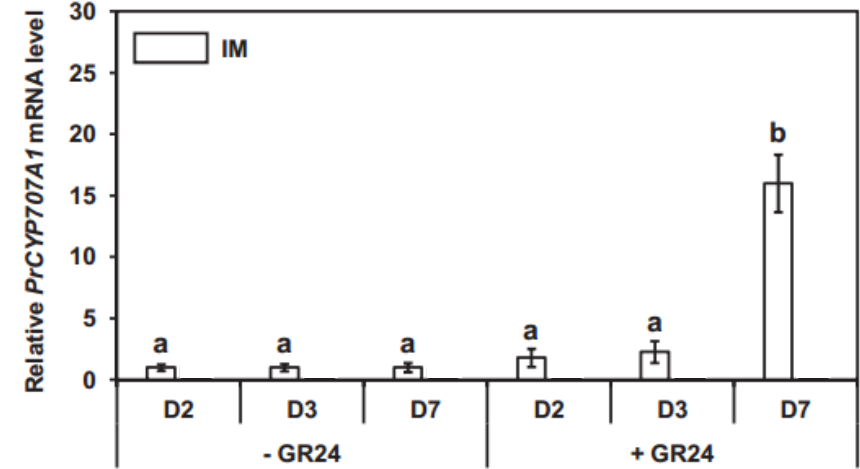 Relative PrCYP707A1 mRNA level
30
25
20
15
10
5
0
IM
a
a
a
a
a
b
D2
D3
D7
D2
D3
D7
- GR24
+ GR24